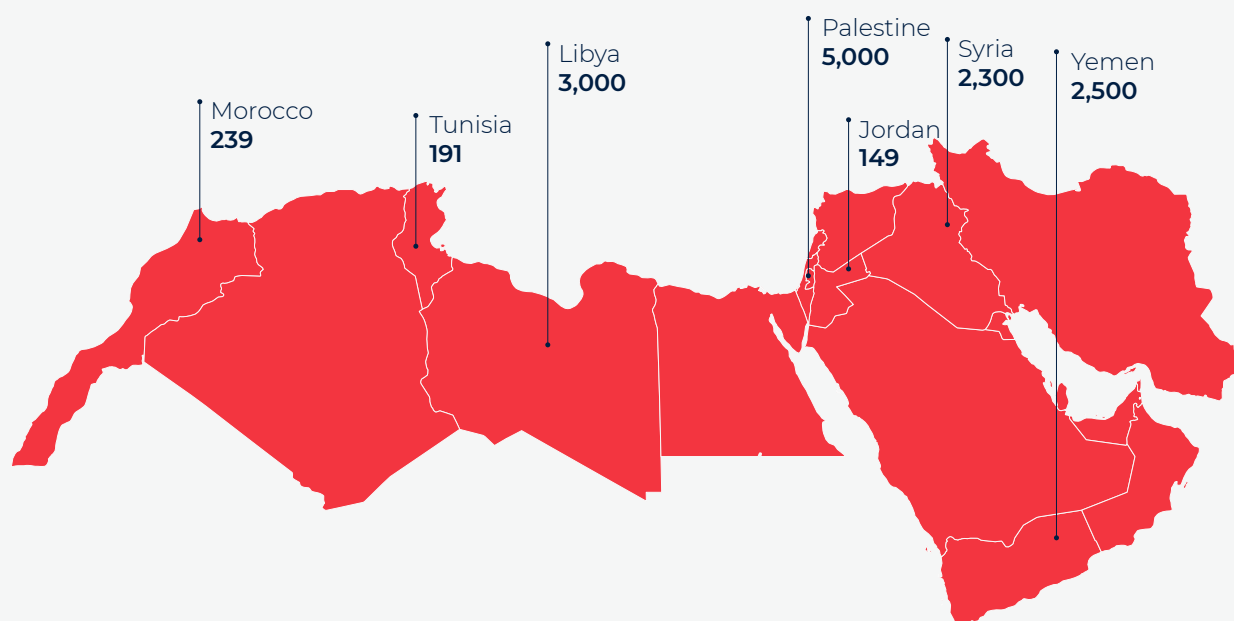 Morocco
239
Tunisia
191
Libya
3,000
Palestine
5,000
Jordan
149
Syria
2,300
Yemen
2,500